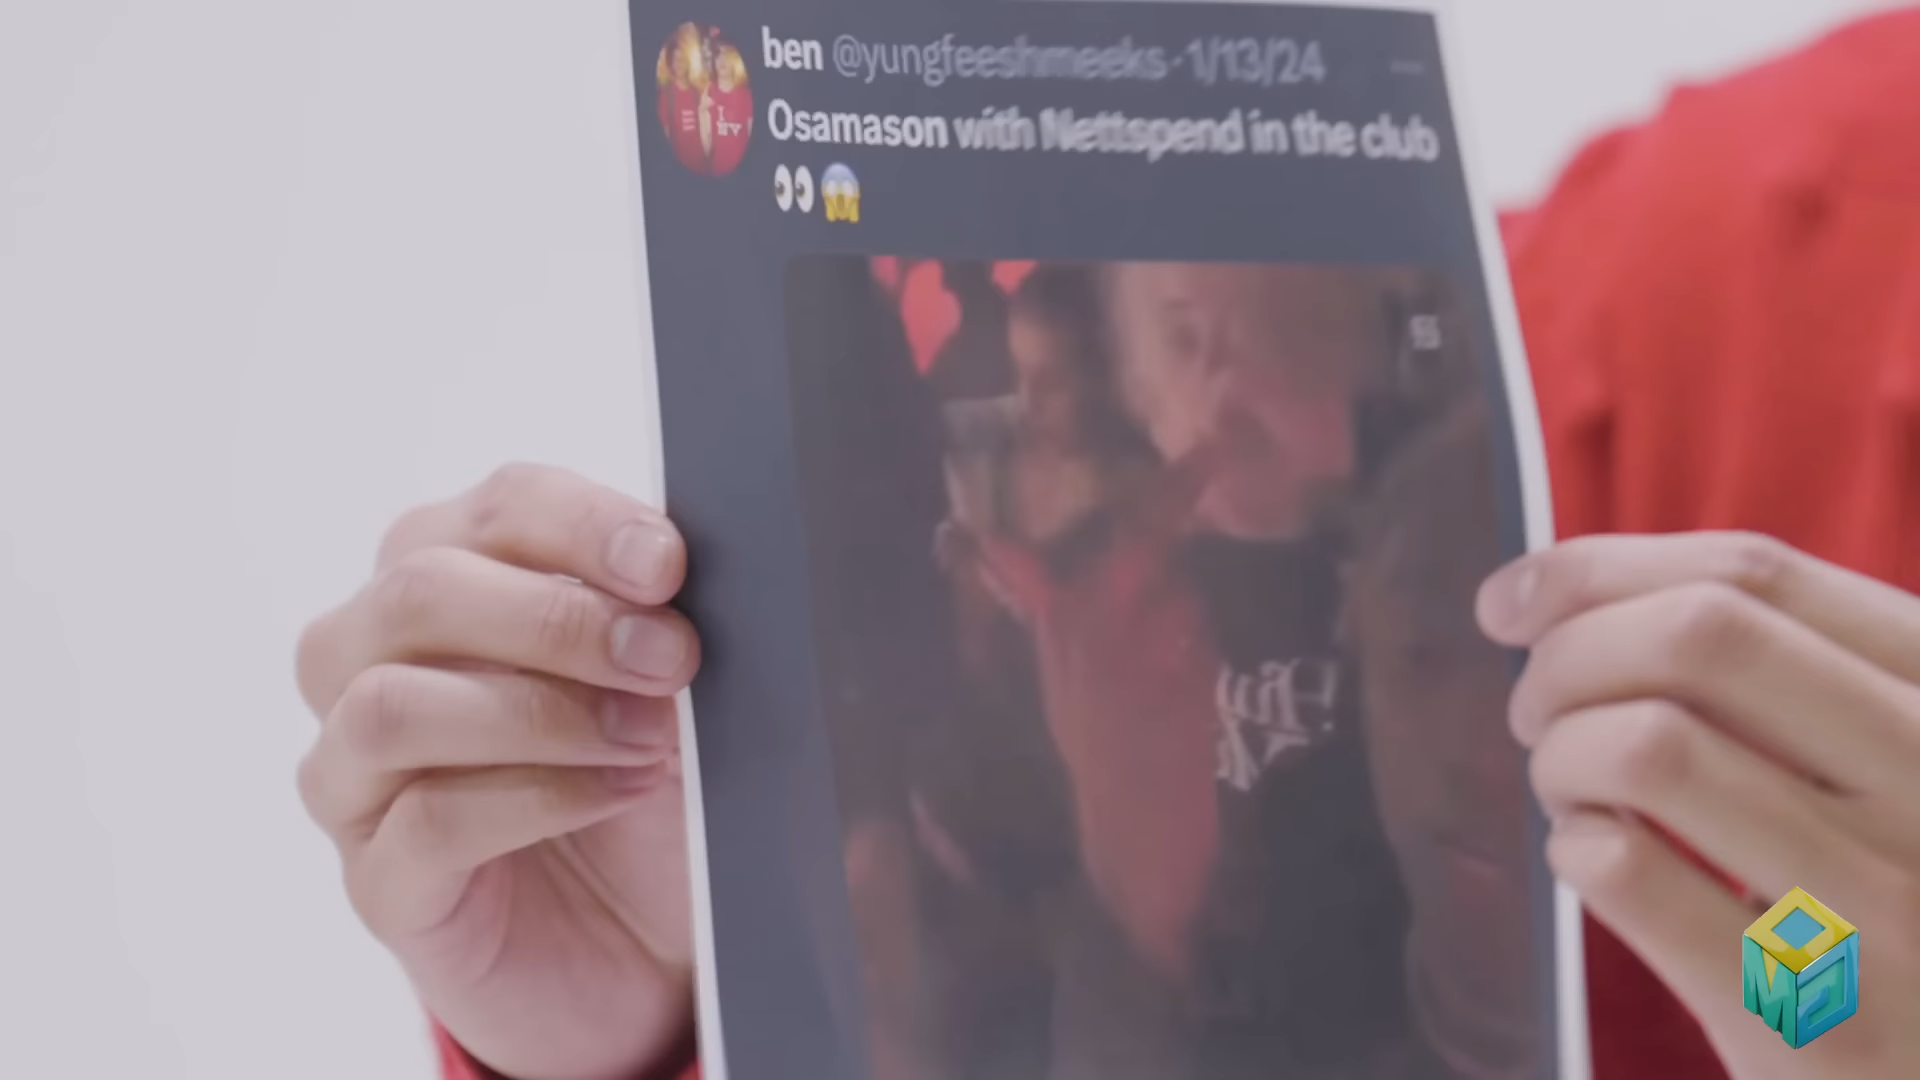 ben @yungfeeshmeeks · 1/13/24
Osamason with Nettspend in the club
👀😱